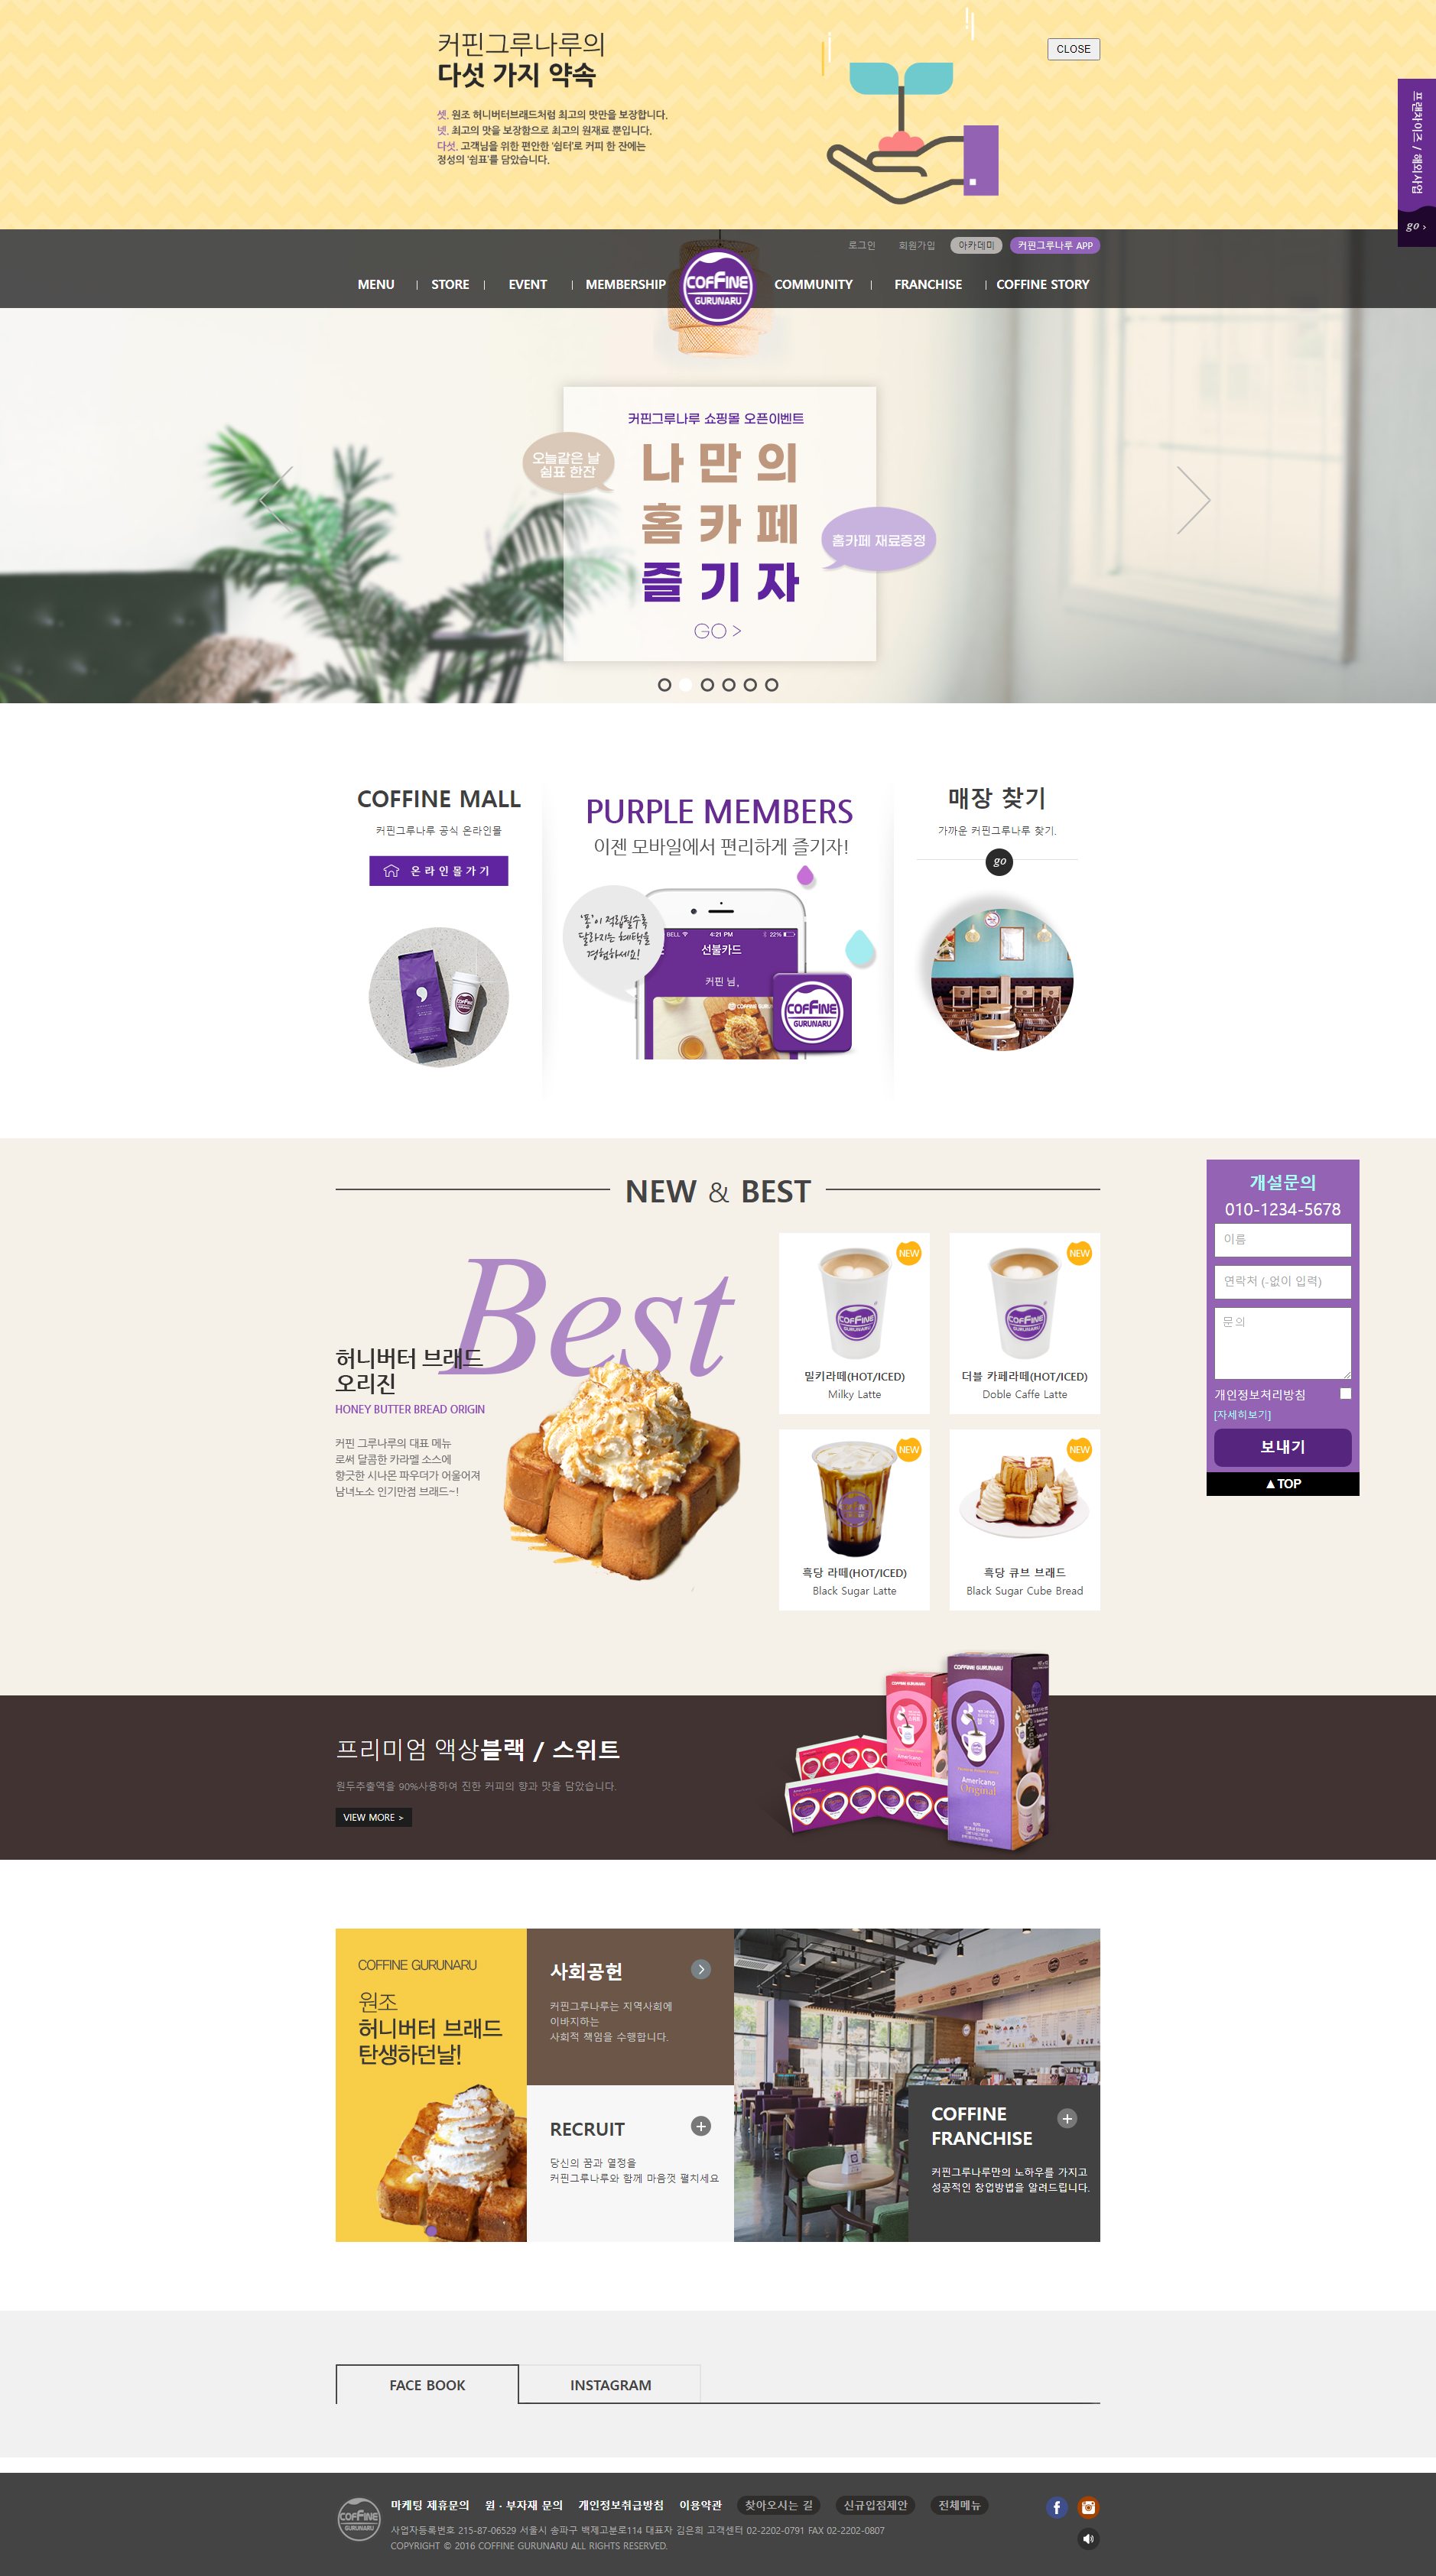 커핀그루나루의
다섯 가지 약속
셋. 원조 허니버터브래드처럼 최고의 맛만을 보장합니다.
넷. 최고의 맛을 보장함으로 최고의 원재료 뿐입니다.
다섯. 고객님을 위한 편안한 '쉼터'로 커피 한 잔에는
정성의 '쉼표'를 담았습니다.
CLOSE
프랜차이즈 / 해외사업
go >
로그인
회원가입
아카데미
커핀그루나루 APP
MENU
STORE
EVENT
MEMBERSHIP
COFFINE
GURUNARU
COMMUNITY
FRANCHISE
COFFINE STORY
커핀그루나루 쇼핑몰 오픈이벤트
오늘같은 날
쉼표 한잔
나만의
홈카페
즐기자
홈카페 재료증정
GO >
COFFINE MALL
커핀그루나루 공식 온라인몰
온라인몰가기
PURPLE MEMBERS
이젠 모바일에서 편리하게 즐기자!
'퐁'이 적립될수록
달라지는 혜택을
경험하세요!
BELL
4:21 PM
22%
선불카드
커핀 님,
COFFINE
GURUNARU
매장 찾기
가까운 커핀그루나루 찾기.
go
NEW & BEST
Best
허니버터 브래드
오리진
HONEY BUTTER BREAD ORIGIN
커핀 그루나루의 대표 메뉴
로써 달콤한 카라멜 소스에
향긋한 시나몬 파우더가 어울어져
남녀노소 인기만점 브래드~!
NEW
COFFINE
GURUNARU
밀키라떼(HOT/ICED)
Milky Latte
NEW
COFFINE
GURUNARU
더블 카페라떼(HOT/ICED)
Doble Caffe Latte
NEW
흑당 라떼(HOT/ICED)
Black Sugar Latte
NEW
흑당 큐브 브래드
Black Sugar Cube Bread
개설문의
010-1234-5678
이름
연락처 (-없이 입력)
문의
개인정보처리방침
[자세히보기]
보내기
▲TOP
프리미엄 액상블랙 / 스위트
원두추출액을 90%사용하여 진한 커피의 향과 맛을 담았습니다.
VIEW MORE >
COFFINE GURUNARU
Americano
Original
COFFINE GURUNARU
원조
허니버터 브래드
탄생하던날!
사회공헌
커핀그루나루는 지역사회에
이바지하는
사회적 책임을 수행합니다.
RECRUIT
당신의 꿈과 열정을
커핀그루나루와 함께 마음껏 펼치세요
COFFINE
FRANCHISE
커핀그루나루만의 노하우를 가지고
성공적인 창업방법을 알려드립니다.
FACE BOOK
INSTAGRAM
COFFINE
GURUNARU
마케팅 제휴문의
원 · 부자재 문의
개인정보취급방침
이용약관
찾아오시는 길
신규입점제안
전체메뉴
사업자등록번호 215-87-06529 서울시 송파구 백제고분로114 대표자 김은희 고객센터 02-2202-0791 FAX 02-2202-0807
COPYRIGHT © 2016 COFFINE GURUNARU ALL RIGHTS RESERVED.